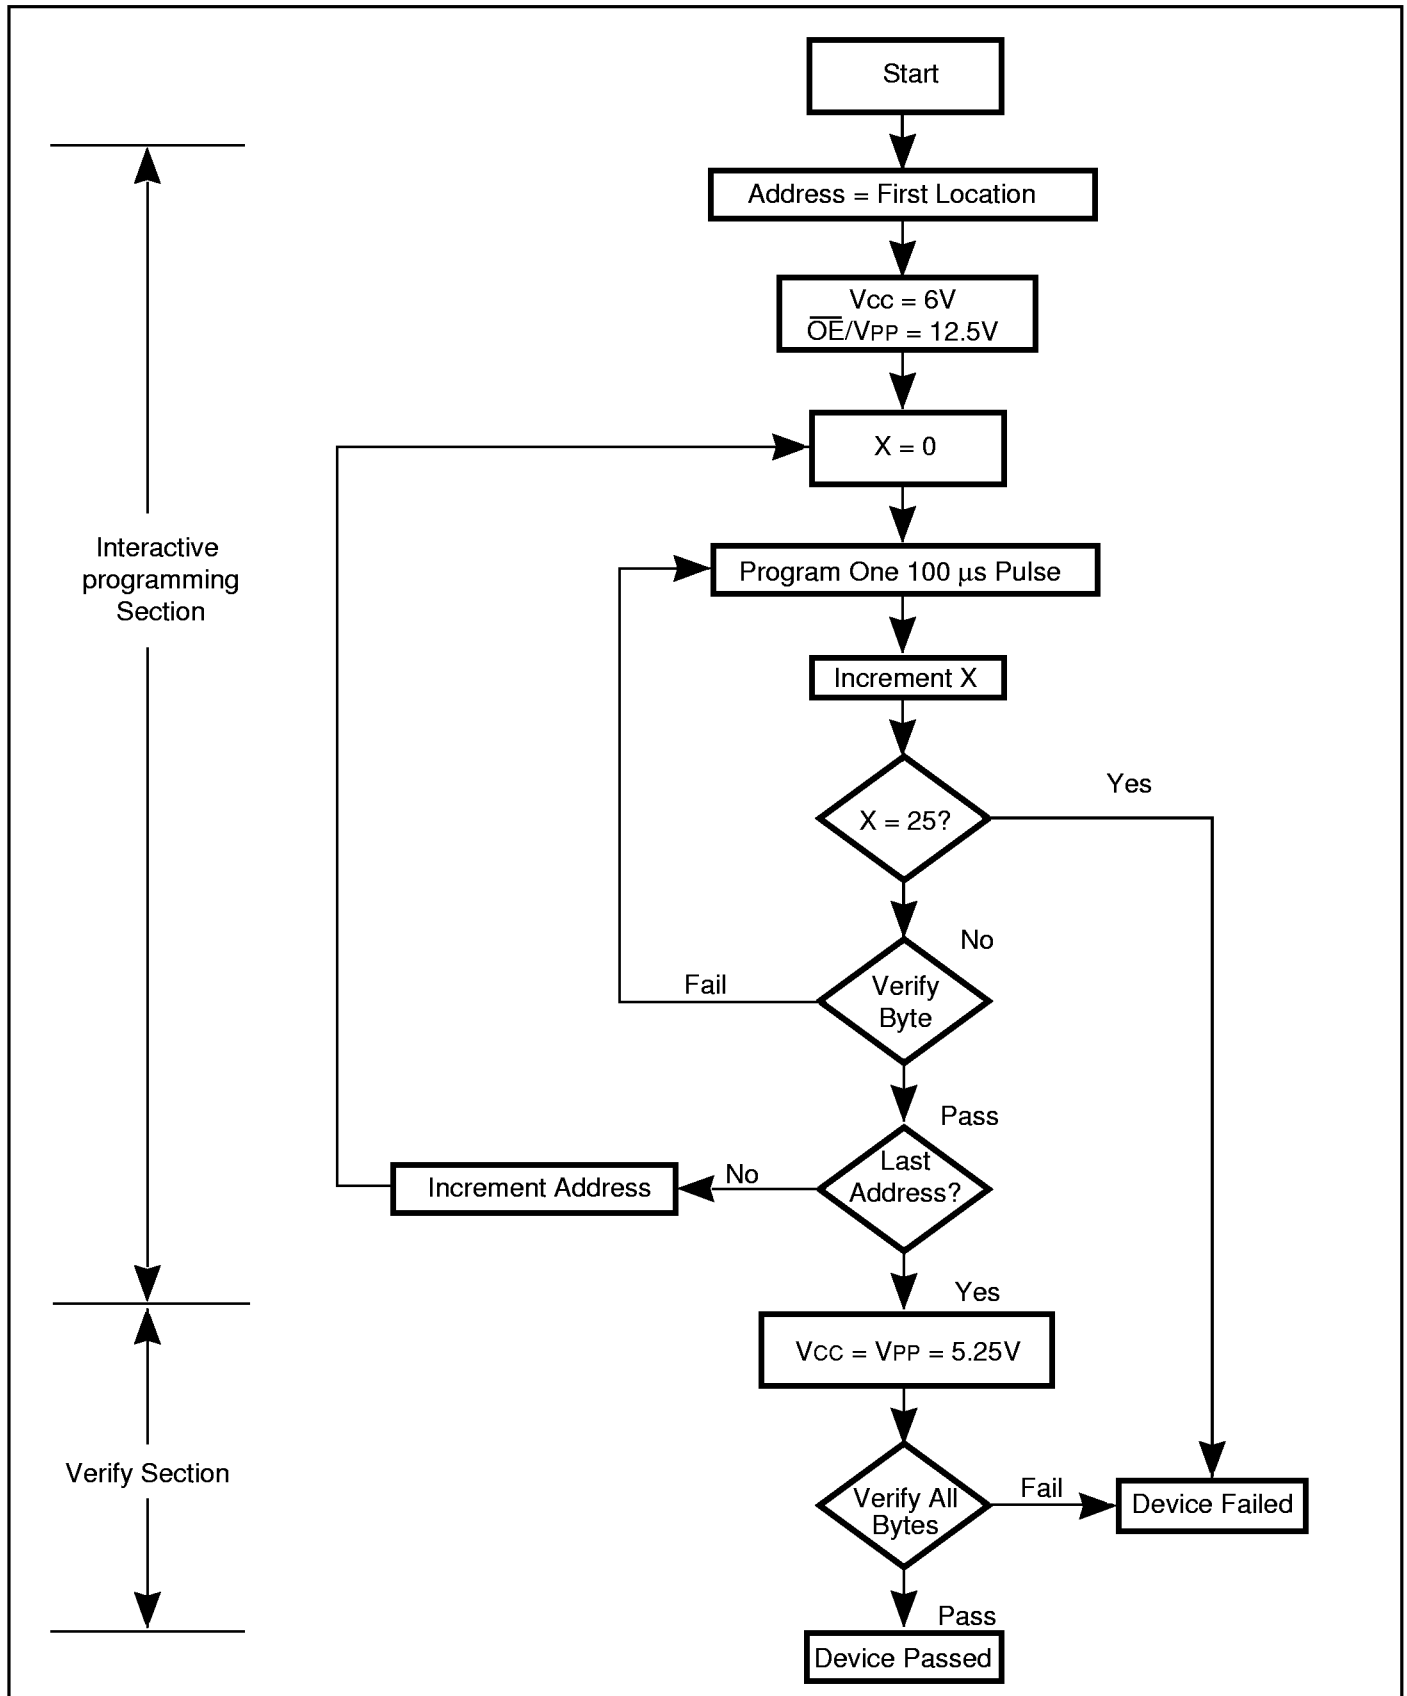 Start
Address = First Location
Vcc = 6V
OE/VPP = 12.5V
X = 0
Interactive
programming
Section
Program One 100 µs Pulse
Increment X
X = 25?
Yes
No
Verify
Byte
Fail
Pass
Last
Address?
No
Increment Address
Yes
VCC = VPP = 5.25V
Verify Section
Verify All
Bytes
Fail
Device Failed
Pass
Device Passed